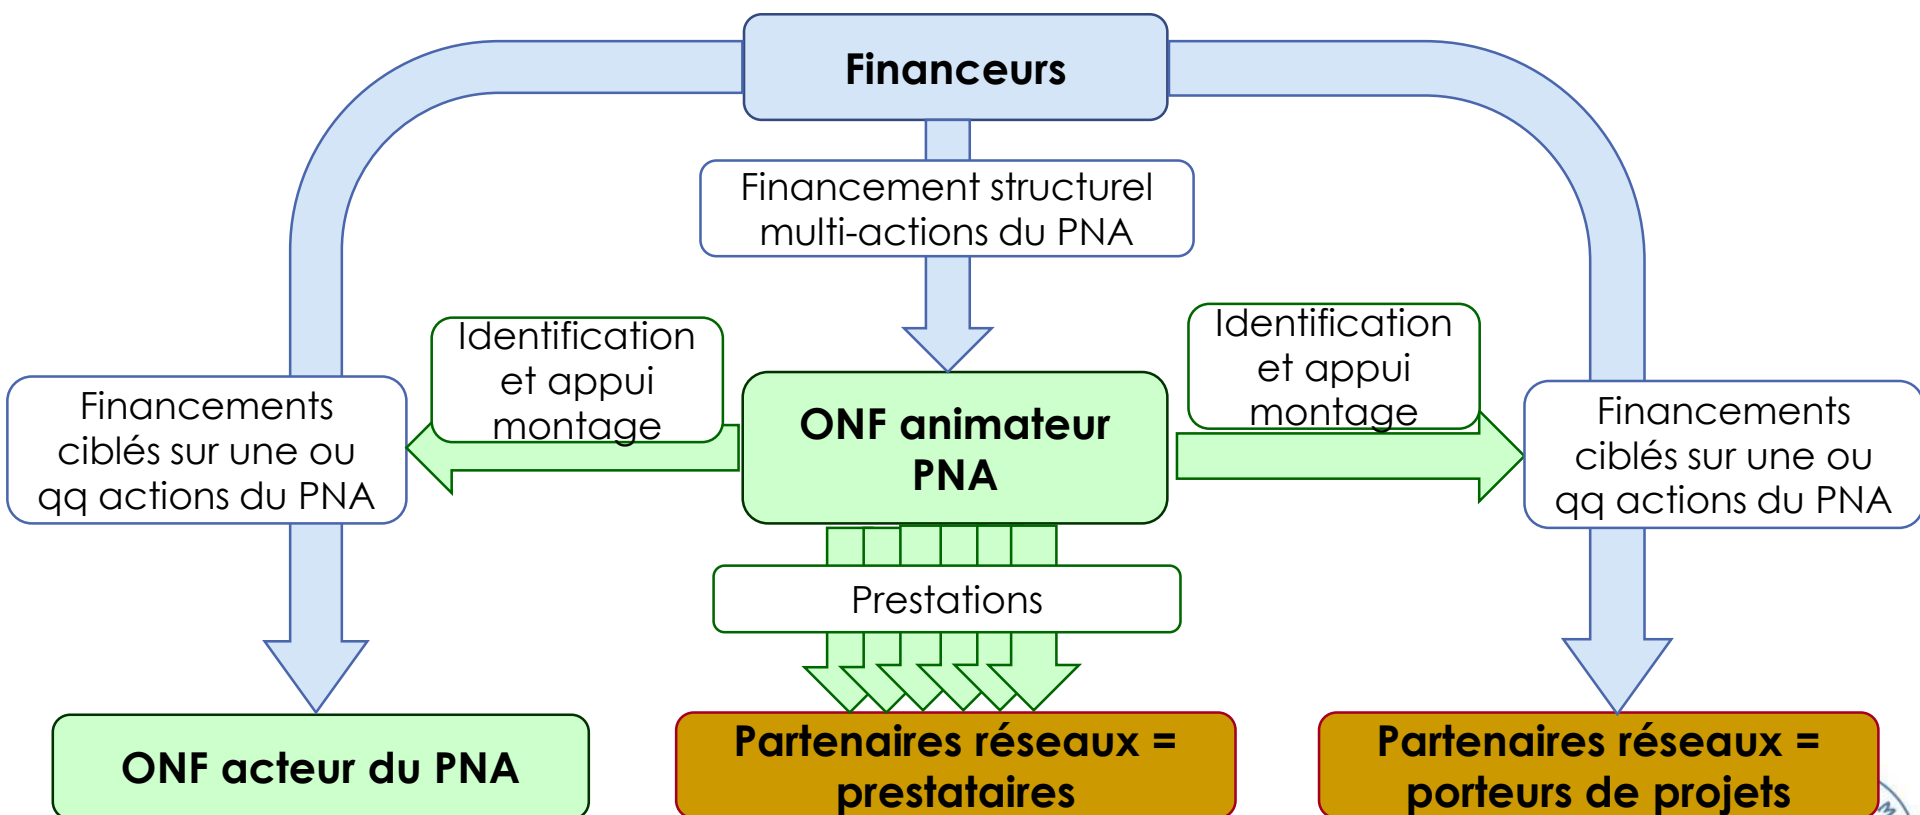 Financeurs
Financement structurel
multi-actions du PNA
Identification
et appui
montage
Identification
et appui
montage
Financements
ciblés sur une ou
qq actions du PNA
ONF animateur
PNA
Financements
ciblés sur une ou
qq actions du PNA
Prestations
ONF acteur du PNA
Partenaires réseaux =
prestataires
Partenaires réseaux =
porteurs de projets